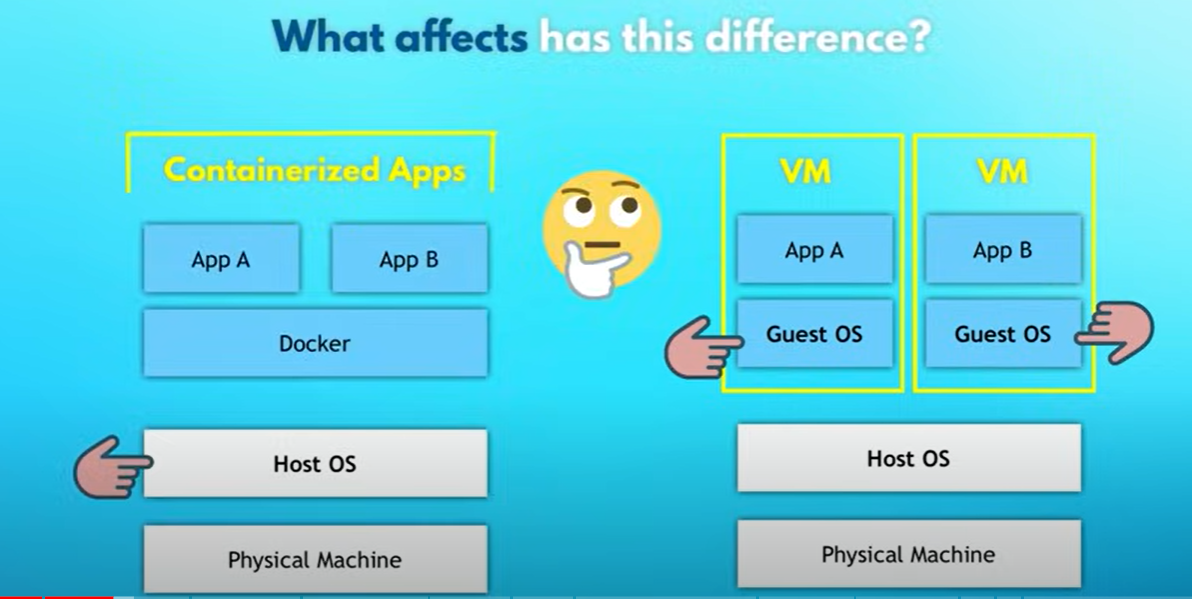 What affects has this difference?
Containerized Apps
App A
App B
Docker
Host OS
Physical Machine
VM
App A
Guest OS
VM
App B
Guest OS
Host OS
Physical Machine